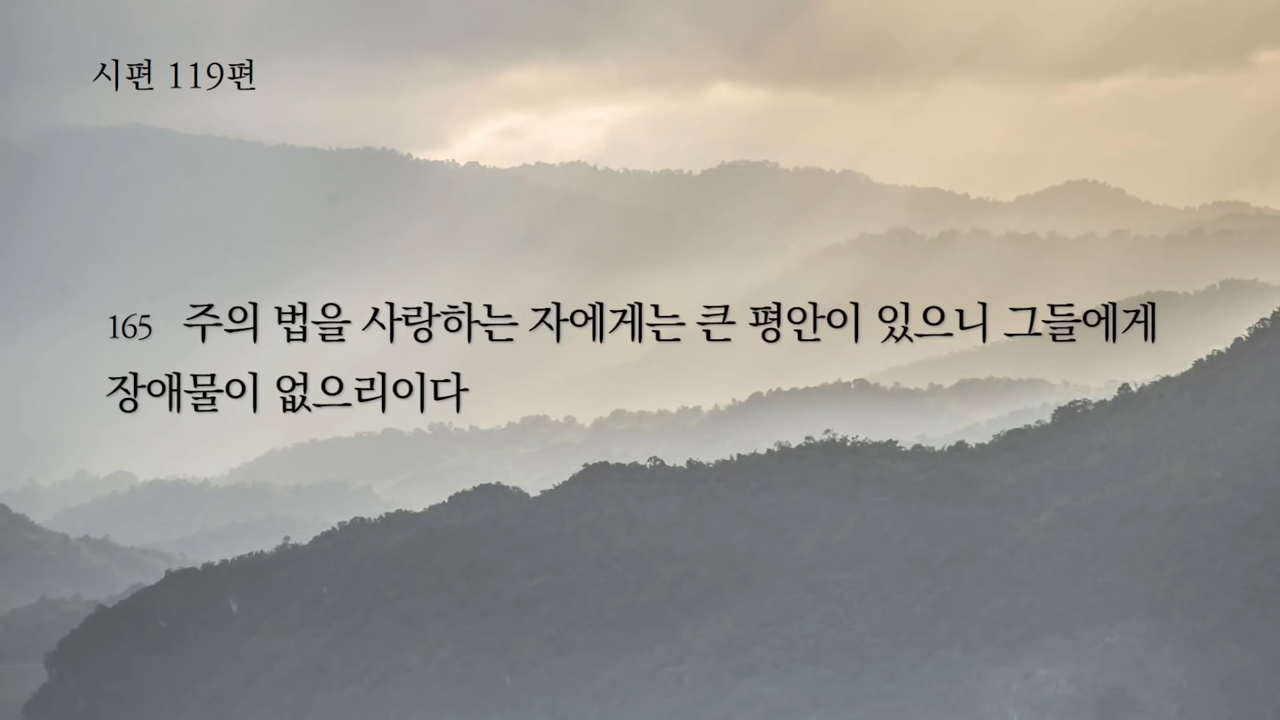 시편 119편
165 주의 법을 사랑하는 자에게는 큰 평안이 있으니 그들에게
장애물이 없으리이다